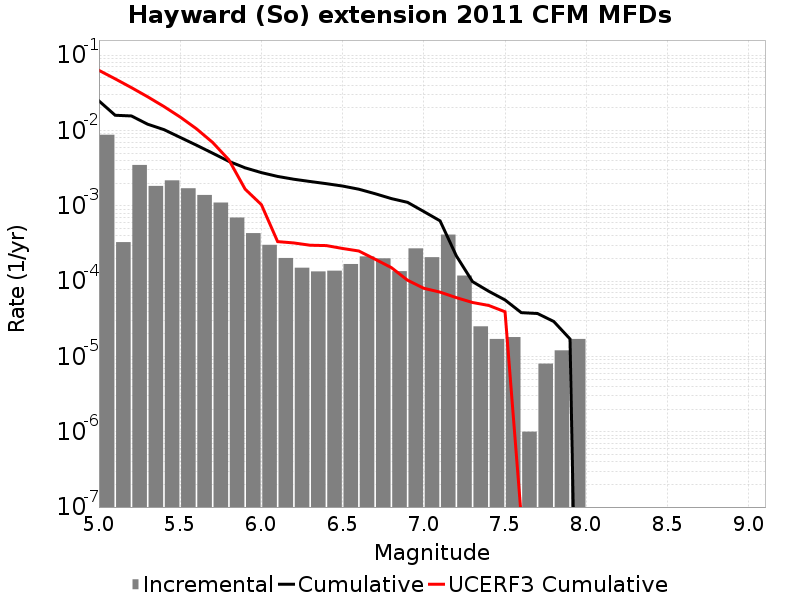 Hayward (So) extension 2011 CFM MFDs
Rate (1/yr)
10-1
10-2
10-3
10-4
10-5
10-6
10-7
5.0 5.5 6.0 6.5 7.0 7.5 8.0 8.5 9.0
Magnitude
Incremental Cumulative UCERF3 Cumulative